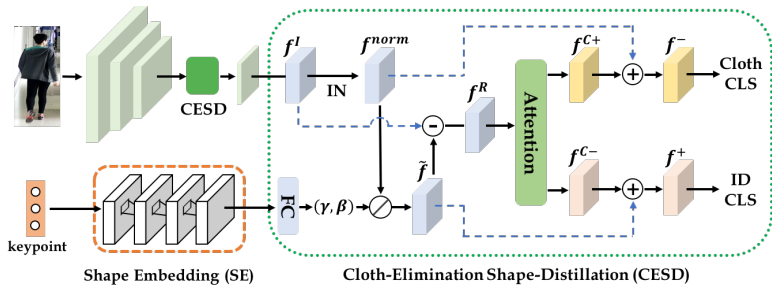 f^I
f^{norm}
f^{C+}
f^-
IN
CESD
f^R
Attention
Cloth
CLS
f̃
f^{C-}
f^+
ID
CLS
FC
(γ, β)
keypoint
Shape Embedding (SE)
Cloth-Elimination Shape-Distillation (CESD)